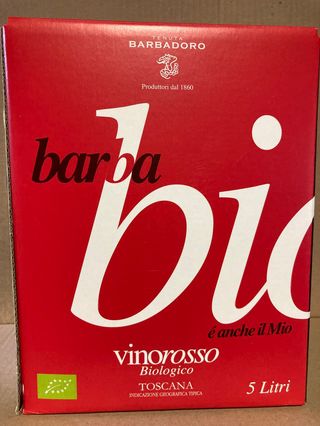 TENUTA
BARBADORO
Produttori dal 1860
barba
bio
é anche il Mio
vinorosso
Biologico
TOSCANA
INDICAZIONE GEOGRAFICA TIPICA
5 Litri